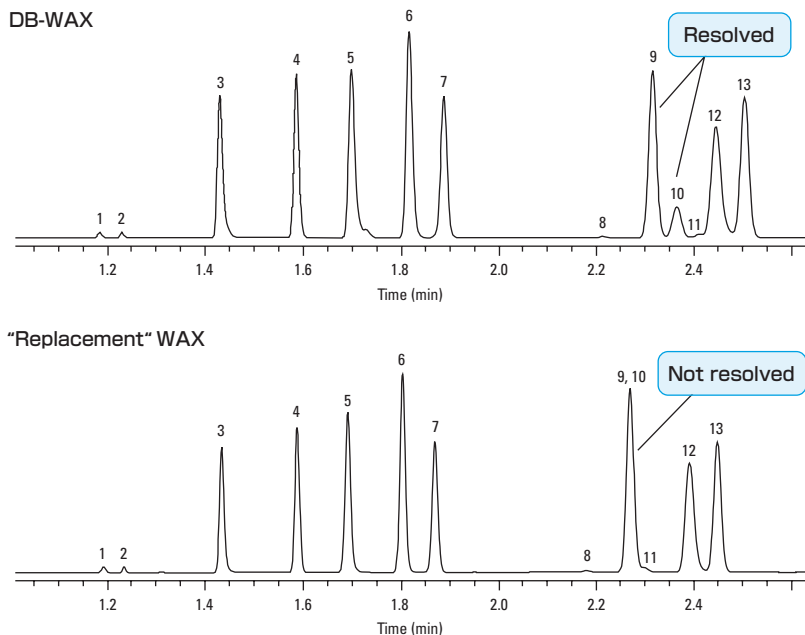 DB-WAX
Resolved
1 2 3 4 5 6 7 8 9 10 11 12 13
1.2 1.4 1.6 1.8 2.0 2.2 2.4
Time (min)
“Replacement“ WAX
Not resolved
1 2 3 4 5 6 7 8 9, 10 11 12 13
1.2 1.4 1.6 1.8 2.0 2.2 2.4
Time (min)